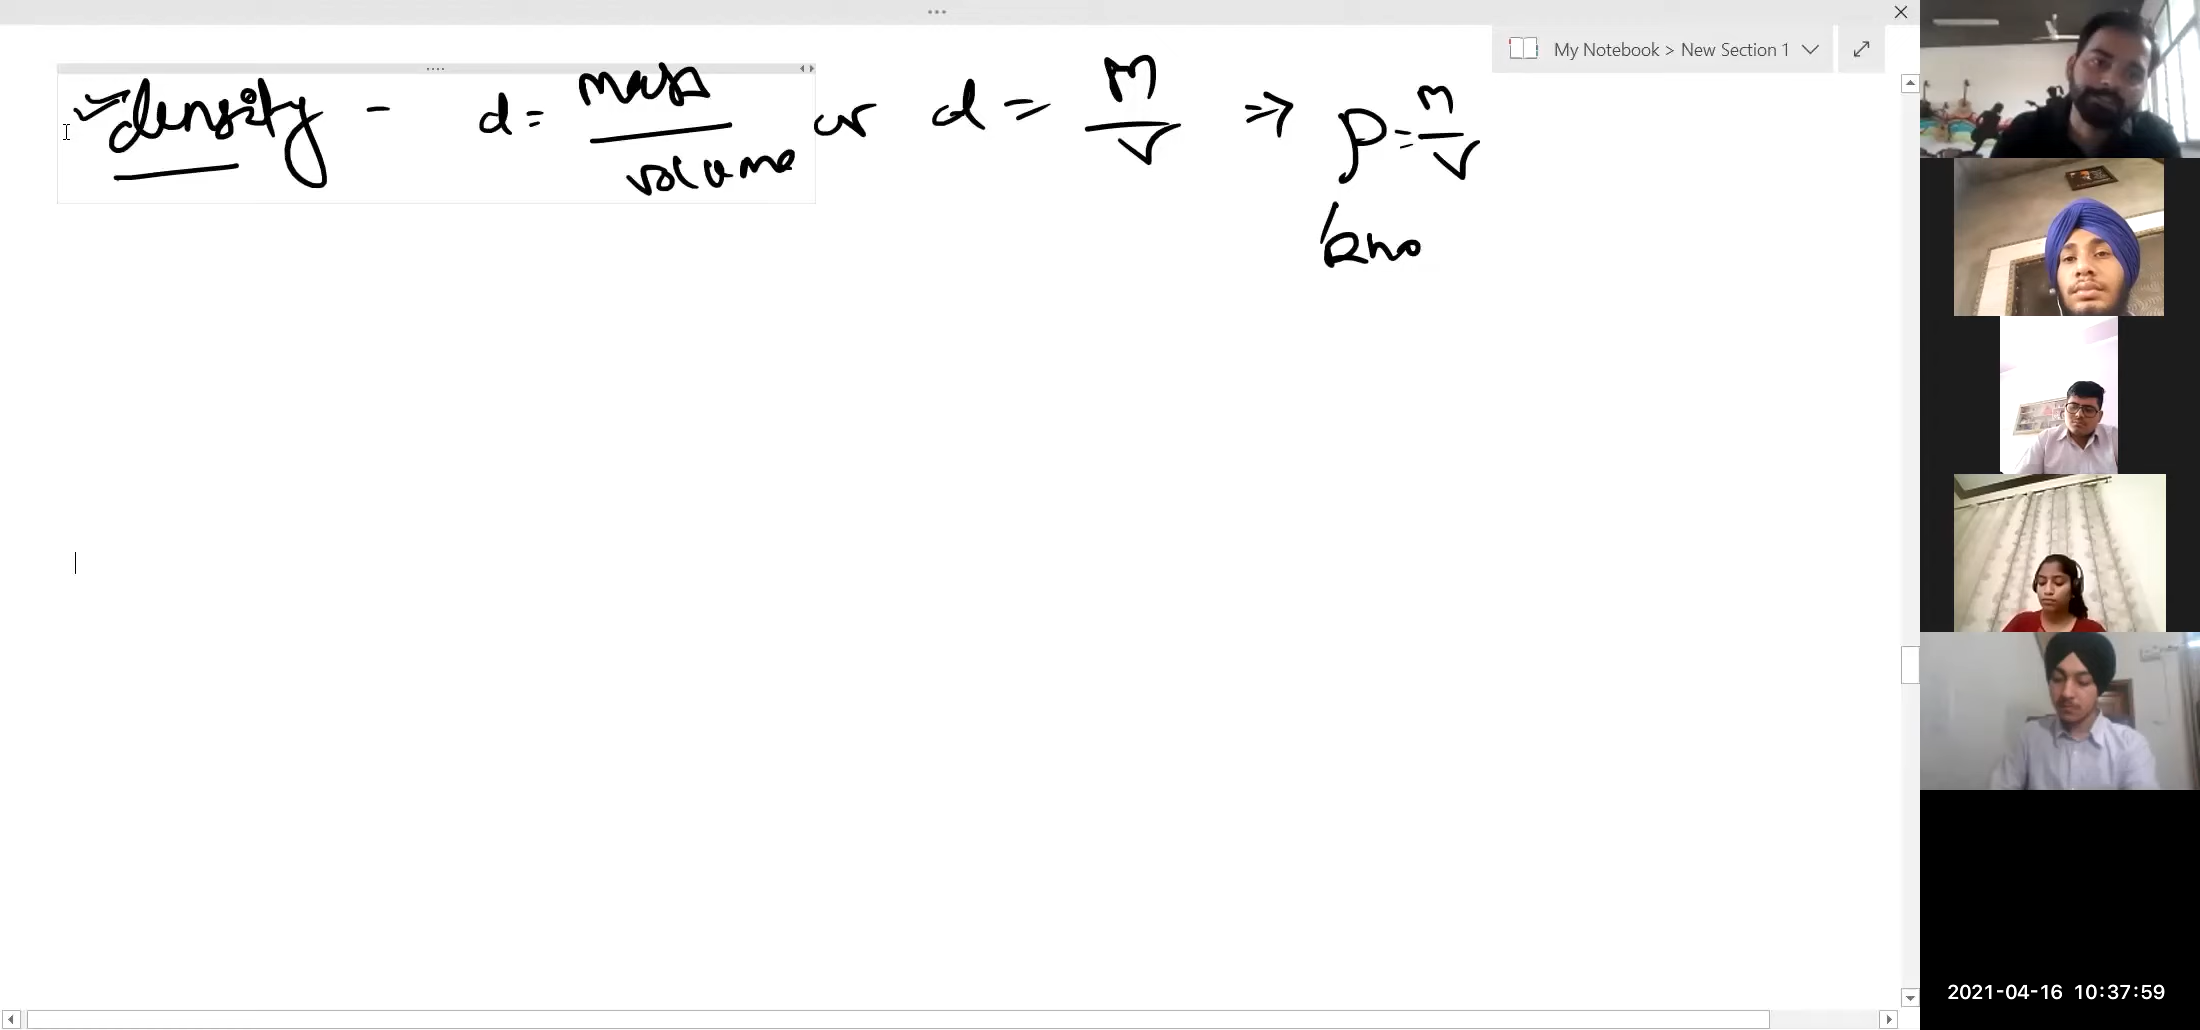 My Notebook > New Section 1
density - d = mass / volume or d = M / V ⇒ ρ = M / V
rho
2021-04-16 10:37:59